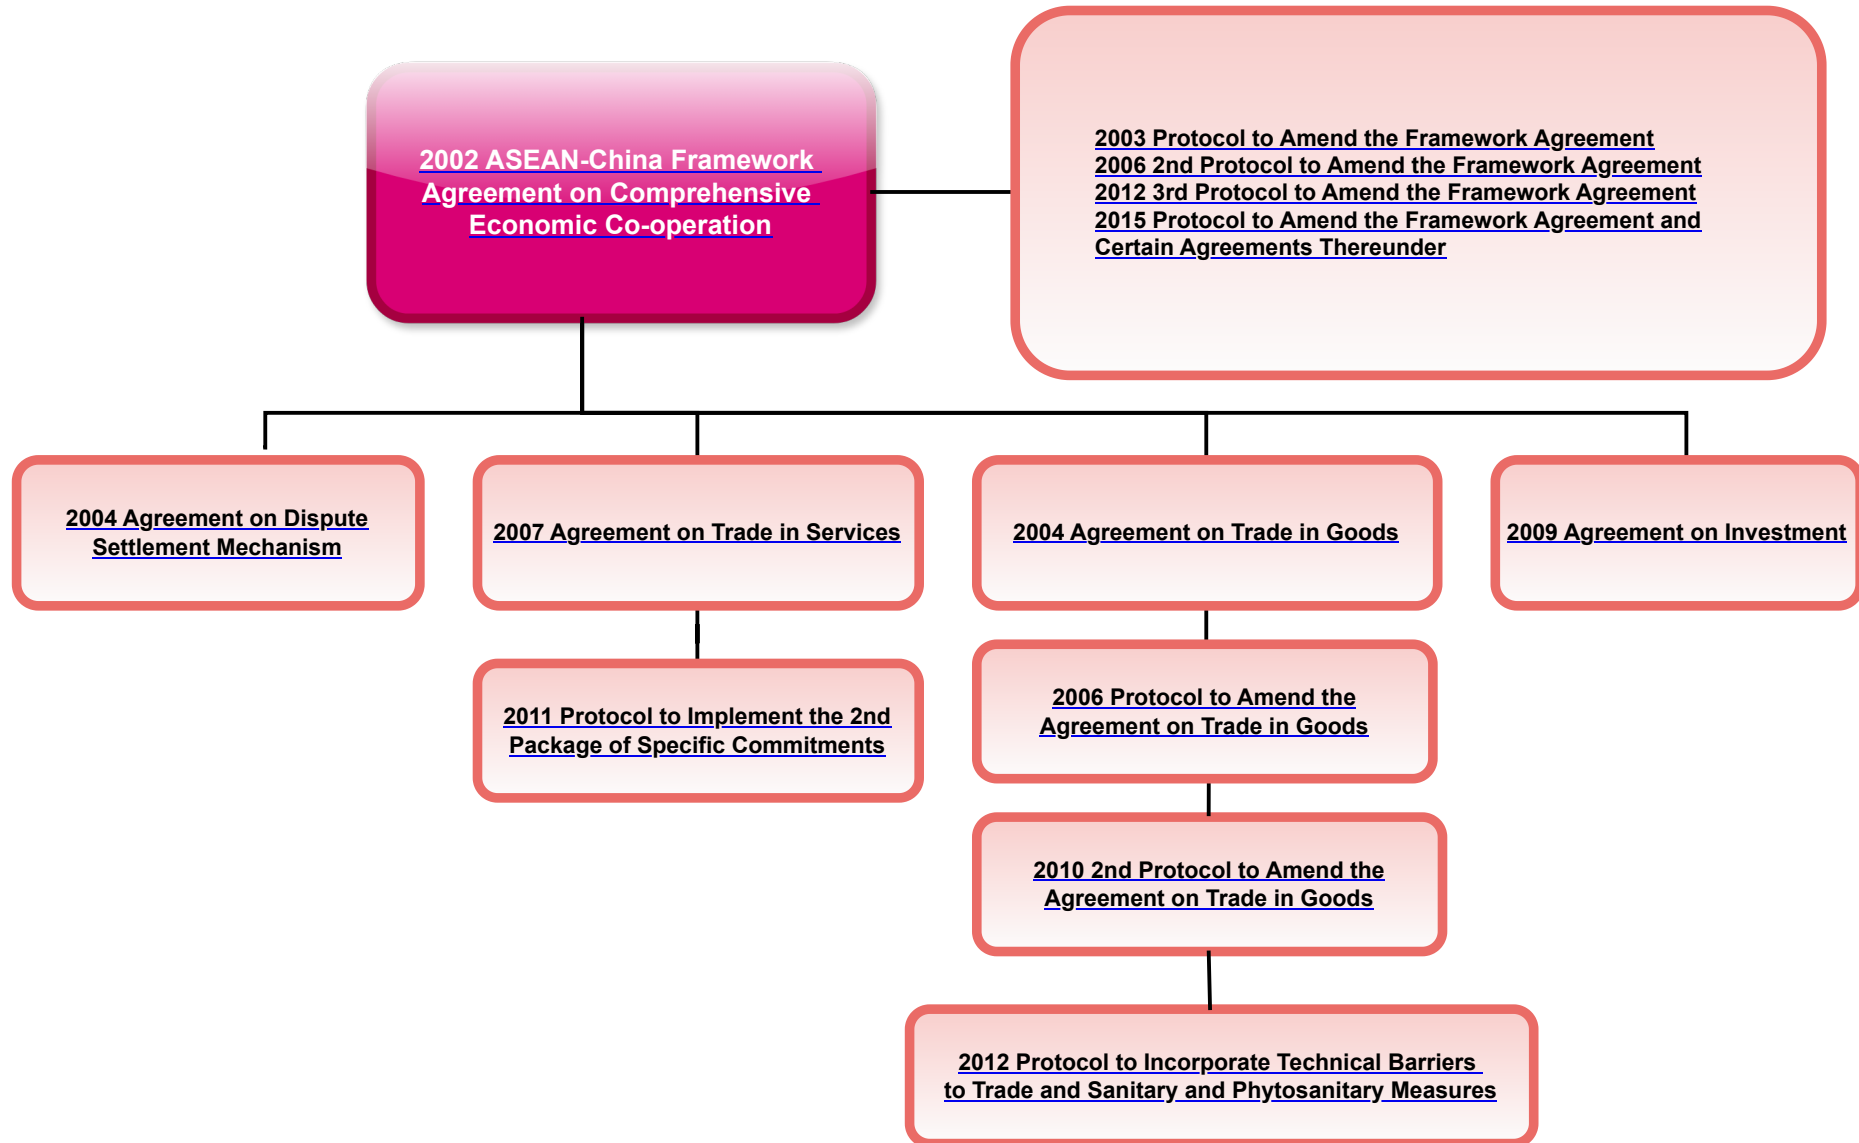 2002 ASEAN-China Framework
Agreement on Comprehensive
Economic Co-operation
2003 Protocol to Amend the Framework Agreement
2006 2nd Protocol to Amend the Framework Agreement
2012 3rd Protocol to Amend the Framework Agreement
2015 Protocol to Amend the Framework Agreement and
Certain Agreements Thereunder
2004 Agreement on Dispute
Settlement Mechanism
2007 Agreement on Trade in Services
2004 Agreement on Trade in Goods
2009 Agreement on Investment
2011 Protocol to Implement the 2nd
Package of Specific Commitments
2006 Protocol to Amend the
Agreement on Trade in Goods
2010 2nd Protocol to Amend the
Agreement on Trade in Goods
2012 Protocol to Incorporate Technical Barriers
to Trade and Sanitary and Phytosanitary Measures